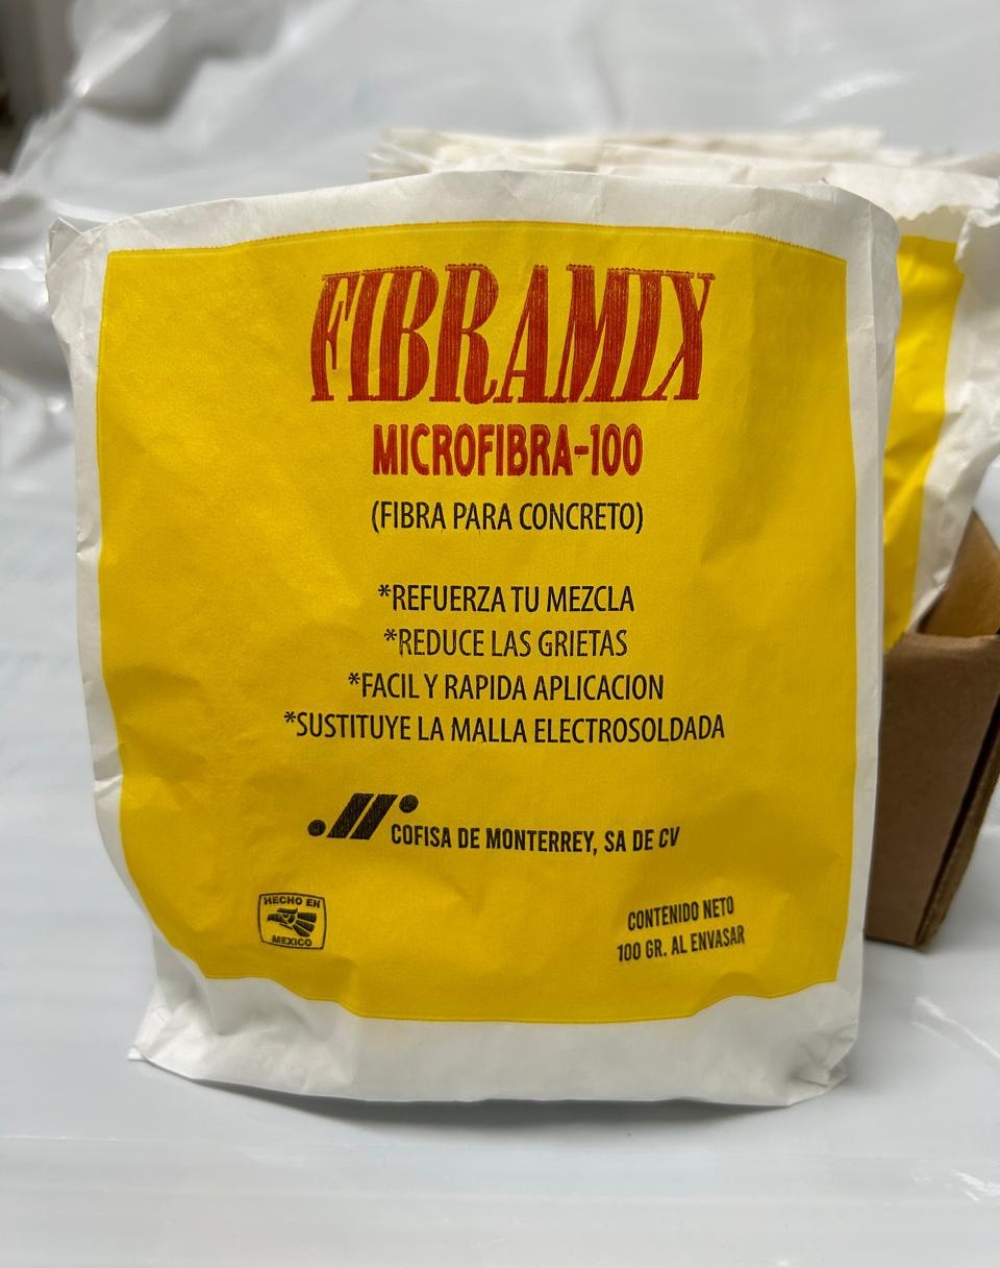 FIBRAMIX
MICROFIBRA-100
(FIBRA PARA CONCRETO)
*REFUERZA TU MEZCLA
*REDUCE LAS GRIETAS
*FACIL Y RAPIDA APLICACION
*SUSTITUYE LA MALLA ELECTROSOLDADA
COFISA DE MONTERREY, SA DE CV
HECHO EN
MEXICO
CONTENIDO NETO
100 GR. AL ENVASAR